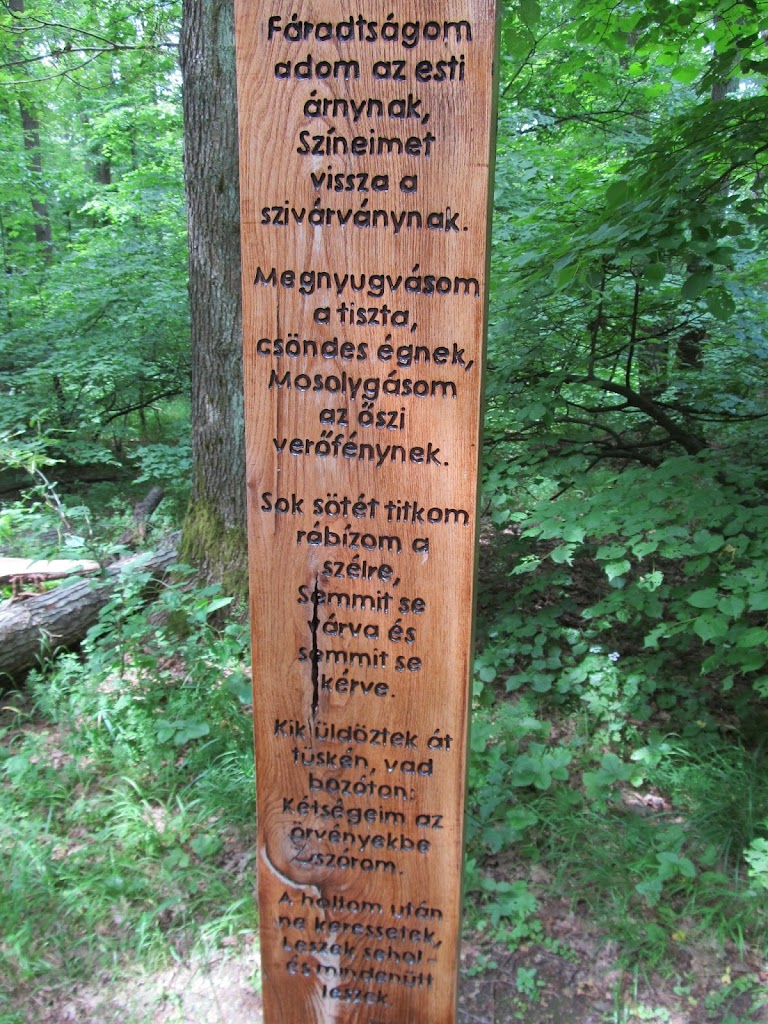 Fáradtságom
adom az esti
árnynak,
Színeimet
vissza a
szivárványnak.
Megnyugvásom
a tiszta,
csöndes égnek,
Mosolygásom
az őszi
verőfénynek.
Sok sötét titkom
rábízom a
szélre,
Semmit se
várva és
semmit se
kérve.
Kik üldöztek át
tüskén, vad
bozóton:
Kétségeim az
örvényekbe
szórom.
A holtom után
ne keressetek,
Leszek sehol -
és mindenütt
leszek.